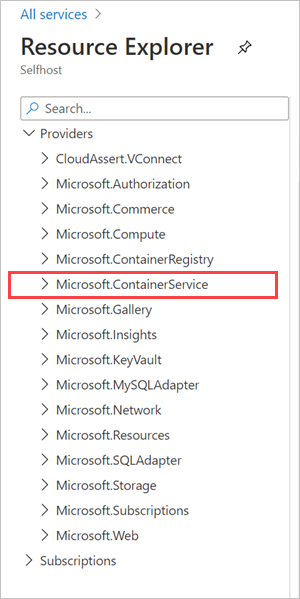 All services
Resource Explorer
Selfhost
Search...
Providers
CloudAssert.VConnect
Microsoft.Authorization
Microsoft.Commerce
Microsoft.Compute
Microsoft.ContainerRegistry
Microsoft.ContainerService
Microsoft.Gallery
Microsoft.Insights
Microsoft.KeyVault
Microsoft.MySQLAdapter
Microsoft.Network
Microsoft.Resources
Microsoft.SQLAdapter
Microsoft.Storage
Microsoft.Subscriptions
Microsoft.Web
Subscriptions